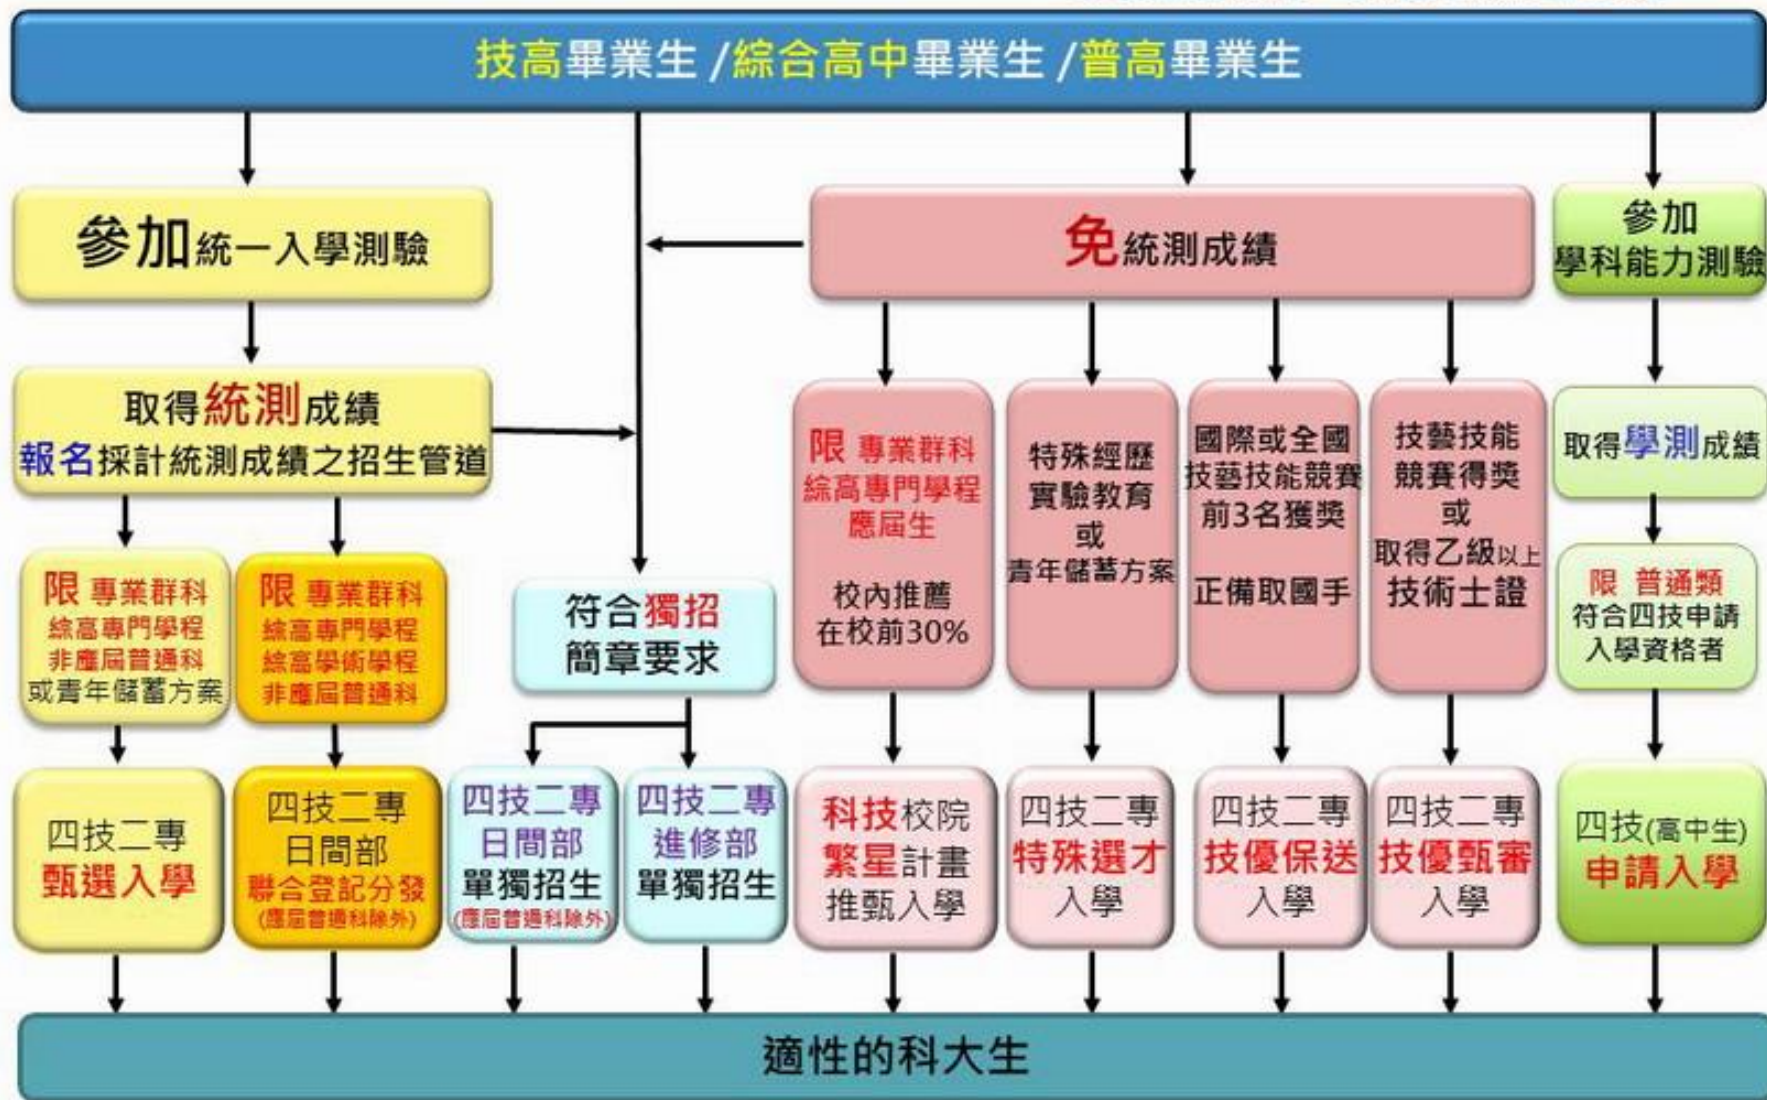 技高畢業生 /綜合高中畢業生 /普高畢業生
參加統一入學測驗
免統測成績
參加
學科能力測驗
取得統測成績
報名採計統測成績之招生管道
限 專業群科
綜高專門學程
應屆生
校內推薦
在校前30%
特殊經歷
實驗教育
或
青年儲蓄方案
國際或全國
技藝技能競賽
前3名獲獎
正備取國手
技藝技能
競賽得獎
或
取得乙級以上
技術士證
取得學測成績
限 專業群科
綜高專門學程
非應屆普通科
或青年儲蓄方案
限 專業群科
綜高專門學程
綜高學術學程
非應屆普通科
符合獨招
簡章要求
限 普通類
符合四技申請
入學資格者
四技二專
甄選入學
四技二專
日間部
聯合登記分發
(應屆普通科除外)
四技二專
日間部
單獨招生
(應屆普通科除外)
四技二專
進修部
單獨招生
科技校院
繁星計畫
推甄入學
四技二專
特殊選才
入學
四技二專
技優保送
入學
四技二專
技優甄審
入學
四技(高中生)
申請入學
適性的科大生